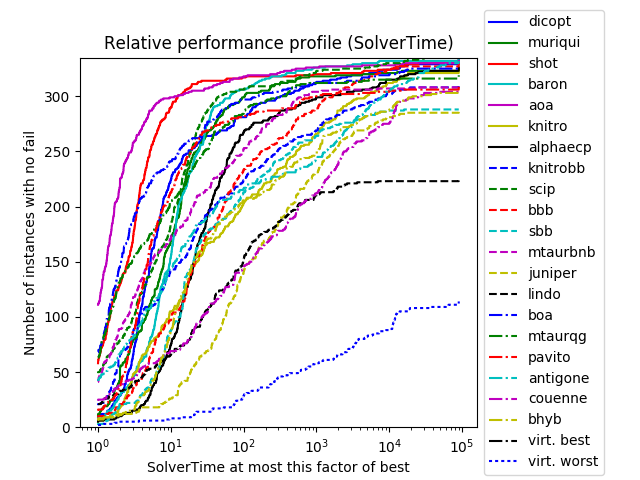 Relative performance profile (SolverTime)
Number of instances with no fail
300
250
200
150
100
50
0
10^0
10^1
10^2
10^3
10^4
10^5
SolverTime at most this factor of best
dicopt
muriqui
shot
baron
aoa
knitro
alphaecp
knitrobb
scip
bbb
sbb
mtaurbnb
juniper
lindo
boa
mtaurqg
pavito
antigone
couenne
bhyb
virt. best
virt. worst